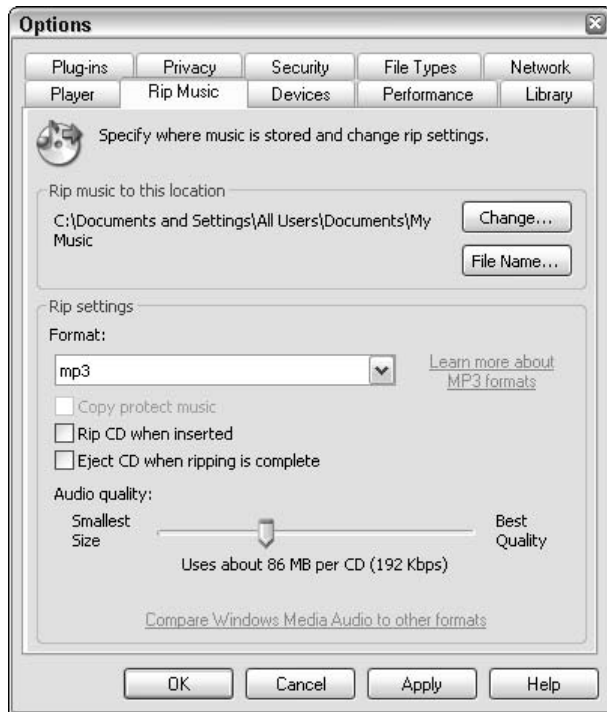 Options
Plug-ins Privacy Security File Types Network
Player Rip Music Devices Performance Library
Specify where music is stored and change rip settings.
Rip music to this location
C:\Documents and Settings\All Users\Documents\My
Music
Change...
File Name...
Rip settings
Format:
mp3
Learn more about
MP3 formats
Copy protect music
Rip CD when inserted
Eject CD when ripping is complete
Audio quality:
Smallest
Size
Best
Quality
Uses about 86 MB per CD (192 Kbps)
Compare Windows Media Audio to other formats
OK Cancel Apply Help